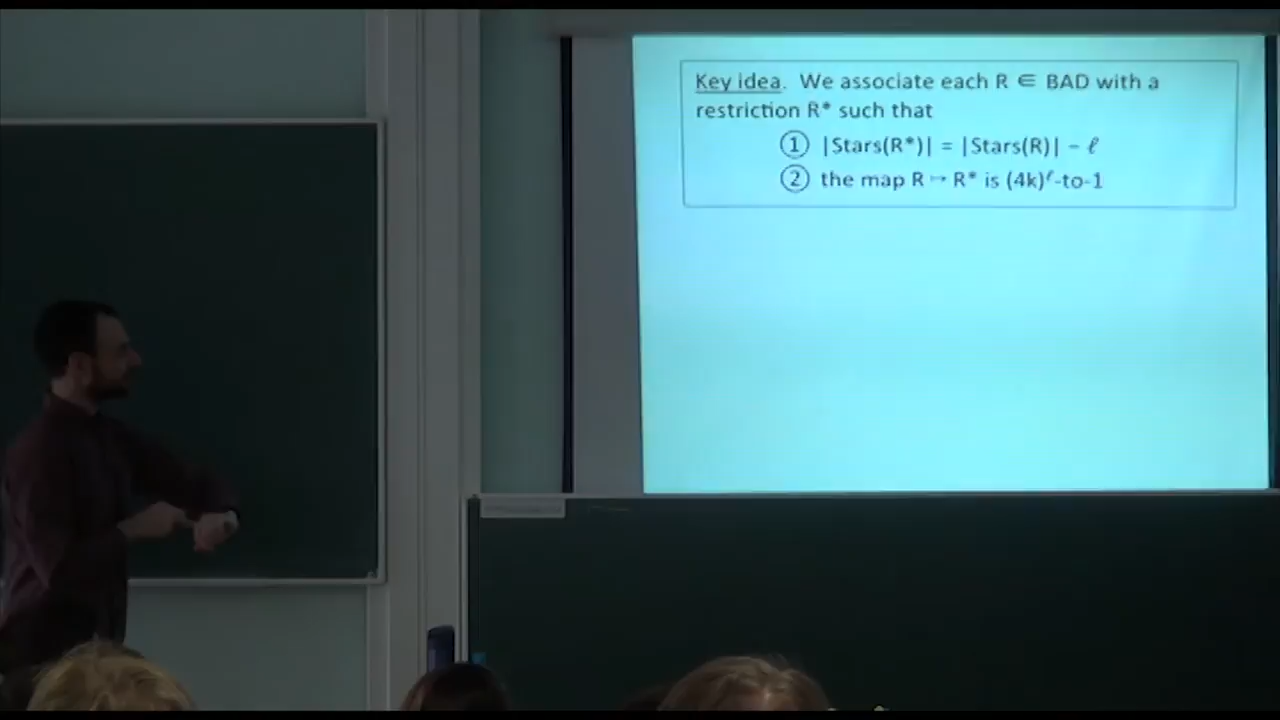 Key idea. We associate each R ∈ BAD with a
restriction R* such that
① |Stars(R*)| = |Stars(R)| − ℓ
② the map R ↦ R* is (4k)^ℓ-to-1